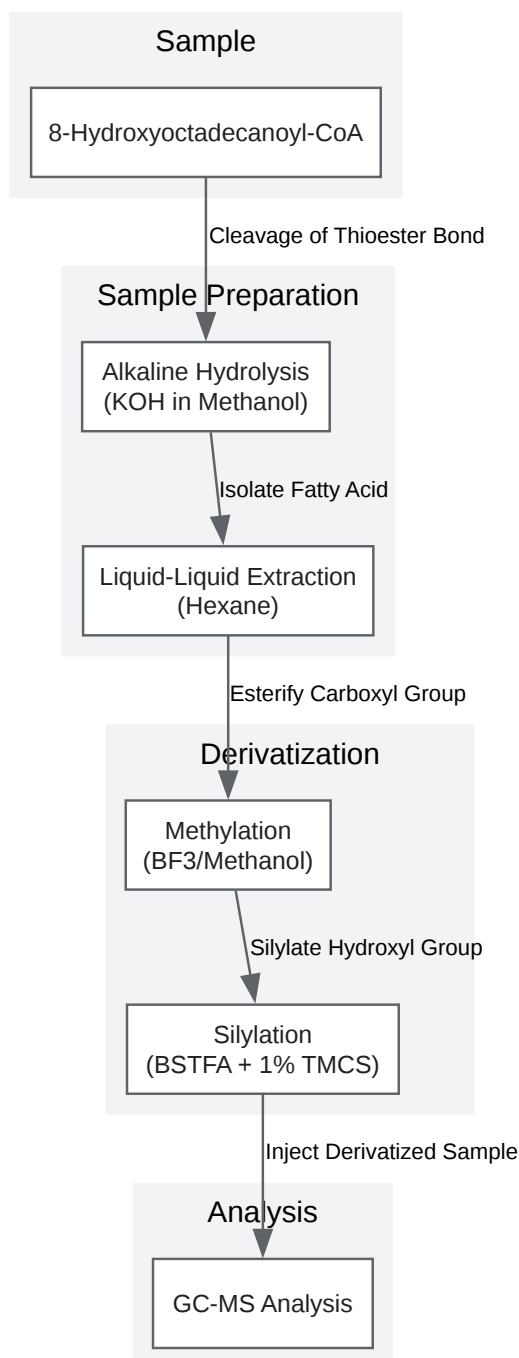 Sample
8-Hydroxyoctadecanoyl-CoA
Cleavage of Thioester Bond
Sample Preparation
Alkaline Hydrolysis
(KOH in Methanol)
Isolate Fatty Acid
Liquid-Liquid Extraction
(Hexane)
Esterify Carboxyl Group
Derivatization
Methylation
(BF3/Methanol)
Silylate Hydroxyl Group
Silylation
(BSTFA + 1% TMCS)
Inject Derivatized Sample
Analysis
GC-MS Analysis